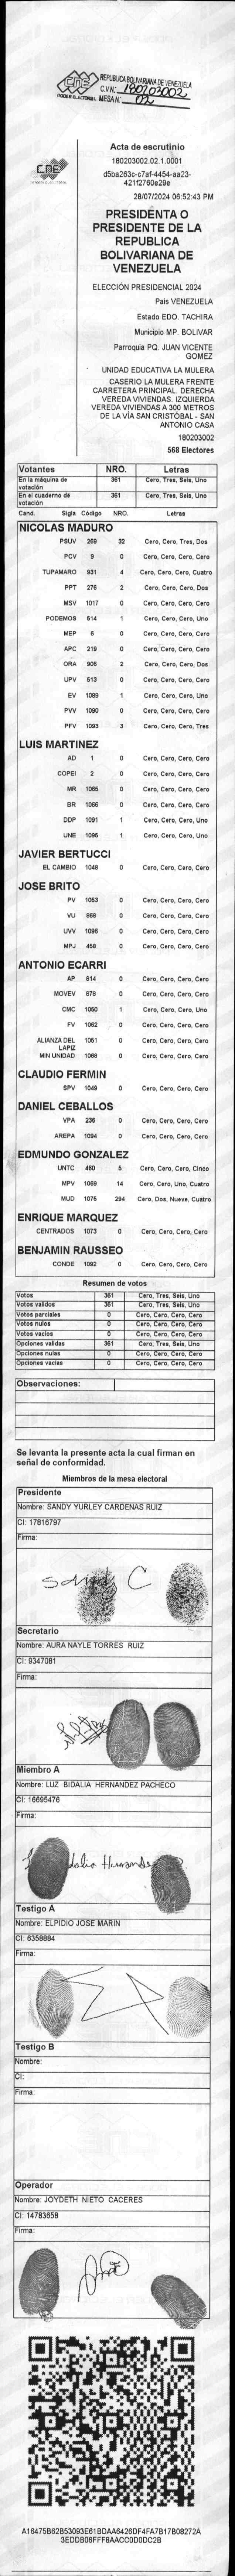 CNE
PODER ELECTORAL
REPUBLICA BOLIVARIANA DE VENEZUELA
C.V.N: 180203002
MESA N: 02
CNE
Acta de escrutinio
180203002.02.1.0001
d5ba263c-c7af-4454-aa23-
421f2760e29e
28/07/2024 06:52:43 PM
PRESIDENTA O
PRESIDENTE DE LA
REPUBLICA
BOLIVARIANA DE
VENEZUELA
ELECCIÓN PRESIDENCIAL 2024
Pais VENEZUELA
Estado EDO. TACHIRA
Municipio MP. BOLIVAR
Parroquia PQ. JUAN VICENTE
GOMEZ
UNIDAD EDUCATIVA LA MULERA
CASERIO LA MULERA FRENTE
CARRETERA PRINCIPAL. DERECHA
VEREDA VIVIENDAS. IZQUIERDA
VEREDA VIVIENDAS A 300 METROS
DE LA VÍA SAN CRISTÓBAL - SAN
ANTONIO CASA
180203002
568 Electores
Votantes NRO. Letras
En la máquina de votación 361 Cero, Tres, Seis, Uno
En el cuaderno de votación 361 Cero, Tres, Seis, Uno
Cand. Sigla Código NRO. Letras
NICOLAS MADURO
PSUV 269 32 Cero, Cero, Tres, Dos
PCV 9 0 Cero, Cero, Cero, Cero
TUPAMARO 931 4 Cero, Cero, Cero, Cuatro
PPT 276 2 Cero, Cero, Cero, Dos
MSV 1017 0 Cero, Cero, Cero, Cero
PODEMOS 514 1 Cero, Cero, Cero, Uno
MEP 6 0 Cero, Cero, Cero, Cero
APC 219 0 Cero, Cero, Cero, Cero
ORA 906 2 Cero, Cero, Cero, Dos
UPV 513 0 Cero, Cero, Cero, Cero
EV 1089 1 Cero, Cero, Cero, Uno
PVV 1090 0 Cero, Cero, Cero, Cero
PFV 1093 3 Cero, Cero, Cero, Tres
LUIS MARTINEZ
AD 1 0 Cero, Cero, Cero, Cero
COPEI 2 0 Cero, Cero, Cero, Cero
MR 1065 0 Cero, Cero, Cero, Cero
BR 1066 0 Cero, Cero, Cero, Cero
DDP 1091 1 Cero, Cero, Cero, Uno
UNE 1095 1 Cero, Cero, Cero, Uno
JAVIER BERTUCCI
EL CAMBIO 1048 0 Cero, Cero, Cero, Cero
JOSE BRITO
PV 1053 0 Cero, Cero, Cero, Cero
VU 868 0 Cero, Cero, Cero, Cero
UVV 1096 0 Cero, Cero, Cero, Cero
MPJ 458 0 Cero, Cero, Cero, Cero
ANTONIO ECARRI
AP 814 0 Cero, Cero, Cero, Cero
MOVEV 878 0 Cero, Cero, Cero, Cero
CMC 1050 1 Cero, Cero, Cero, Uno
FV 1062 0 Cero, Cero, Cero, Cero
ALIANZA DEL LAPIZ 1051 0 Cero, Cero, Cero, Cero
MIN UNIDAD 1068 0 Cero, Cero, Cero, Cero
CLAUDIO FERMIN
SPV 1049 0 Cero, Cero, Cero, Cero
DANIEL CEBALLOS
VPA 236 0 Cero, Cero, Cero, Cero
AREPA 1094 0 Cero, Cero, Cero, Cero
EDMUNDO GONZALEZ
UNTC 460 5 Cero, Cero, Cero, Cinco
MPV 1069 14 Cero, Cero, Uno, Cuatro
MUD 1075 294 Cero, Dos, Nueve, Cuatro
ENRIQUE MARQUEZ
CENTRADOS 1073 0 Cero, Cero, Cero, Cero
BENJAMIN RAUSSEO
CONDE 1092 0 Cero, Cero, Cero, Cero
Resumen de votos
Votos 361 Cero, Tres, Seis, Uno
Votos validos 361 Cero, Tres, Seis, Uno
Votos parciales 0 Cero, Cero, Cero, Cero
Votos nulos 0 Cero, Cero, Cero, Cero
Votos vacios 0 Cero, Cero, Cero, Cero
Opciones validas 361 Cero, Tres, Seis, Uno
Opciones nulas 0 Cero, Cero, Cero, Cero
Opciones vacias 0 Cero, Cero, Cero, Cero
Observaciones:
Se levanta la presente acta la cual firman en
señal de conformidad.
Miembros de la mesa electoral
Presidente
Nombre: SANDY YURLEY CARDENAS RUIZ
CI: 17816797
Firma:
Sandy C
Secretario
Nombre: AURA NAYLE TORRES RUIZ
CI: 9347081
Firma:
Miembro A
Nombre: LUZ BIDALIA HERNANDEZ PACHECO
CI: 16695476
Firma:
Testigo A
Nombre: ELPIDIO JOSE MARIN
CI: 6358884
Firma:
Testigo B
Nombre:
CI:
Firma:
Operador
Nombre: JOYDETH NIETO CACERES
CI: 14783658
Firma:
A16475B62B53093E61BDAA6426DF4FA7B17B08272A
3EDDB06FFF8AACC0D0DC2B